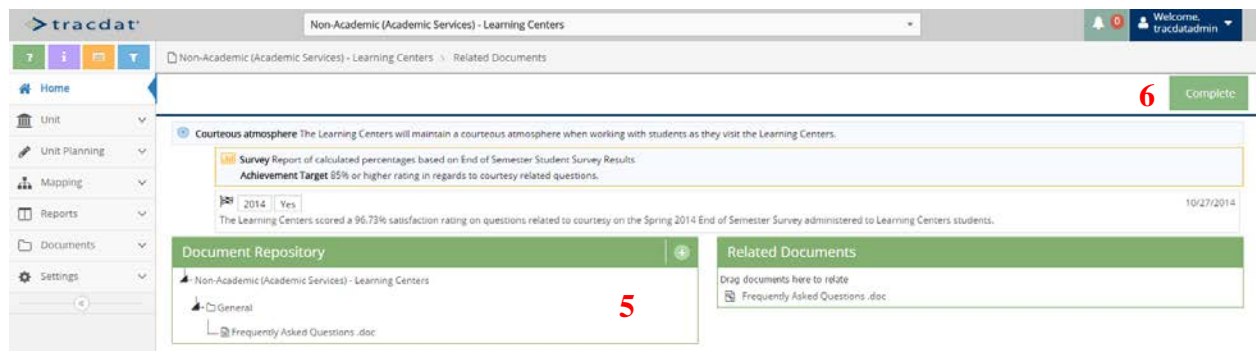 tracdat
Non-Academic (Academic Services) - Learning Centers
0
Welcome,
tracdatadmin
?
i
Non-Academic (Academic Services) - Learning Centers > Related Documents
Home
6
Complete
Unit
Courteous atmosphere The Learning Centers will maintain a courteous atmosphere when working with students as they visit the Learning Centers.
Unit Planning
Survey Report of calculated percentages based on End of Semester Student Survey Results
Achievement Target 85% or higher rating in regards to courtesy related questions.
Mapping
2014 Yes
10/27/2014
Reports
The Learning Centers scored a 96.73% satisfaction rating on questions related to courtesy on the Spring 2014 End of Semester Survey administered to Learning Centers students.
Documents
Document Repository
Related Documents
Settings
Non-Academic (Academic Services) - Learning Centers
Drag documents here to relate
Frequently Asked Questions .doc
General
5
Frequently Asked Questions .doc